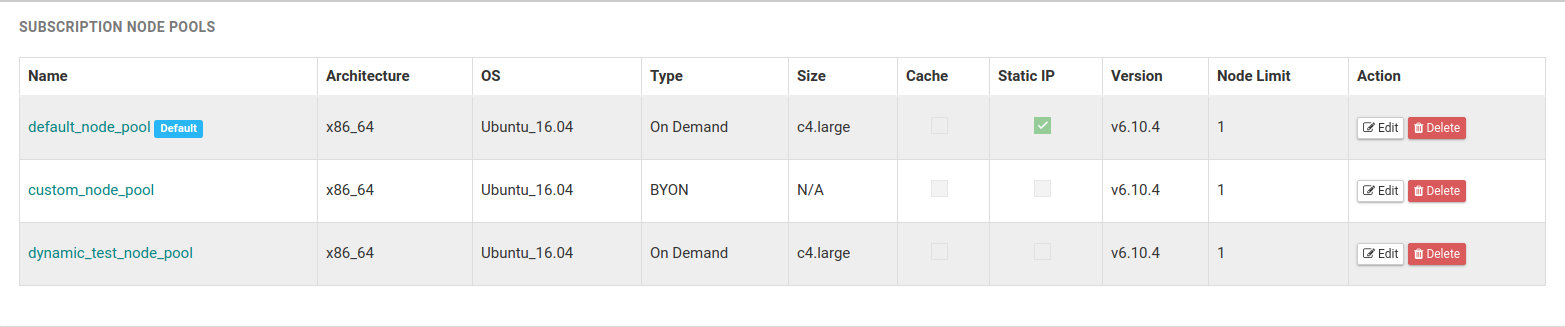 SUBSCRIPTION NODE POOLS
Name Architecture OS Type Size Cache Static IP Version Node Limit Action
default_node_pool Default x86_64 Ubuntu_16.04 On Demand c4.large v6.10.4 1 Edit Delete
custom_node_pool x86_64 Ubuntu_16.04 BYON N/A v6.10.4 1 Edit Delete
dynamic_test_node_pool x86_64 Ubuntu_16.04 On Demand c4.large v6.10.4 1 Edit Delete